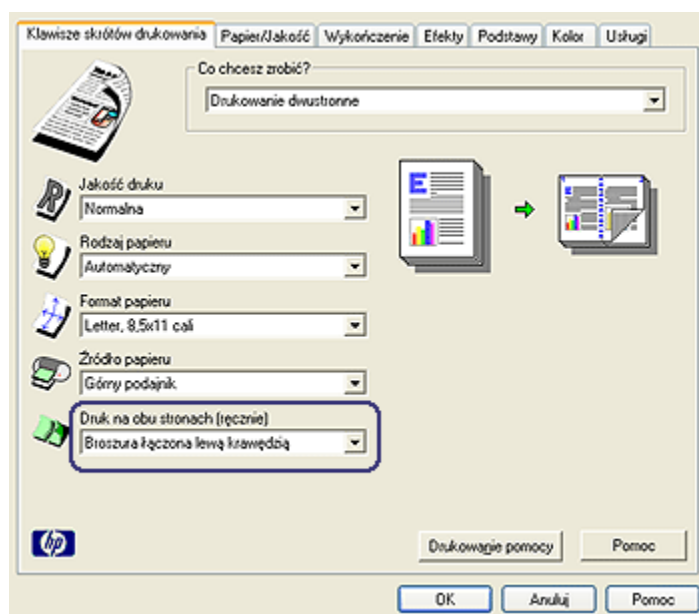 Klawisze skrótów drukowania Papier/Jakość Wykończenie Efekty Podstawy Kolor Usługi
Co chcesz zrobić?
Drukowanie dwustronne
Jakość druku
Normalna
Rodzaj papieru
Automatyczny
Format papieru
Letter, 8,5x11 cali
Źródło papieru
Górny podajnik
Druk na obu stronach (ręcznie)
Broszura łączona lewą krawędzią
E
hp
Drukowanie pomocy Pomoc
OK Anuluj Pomoc